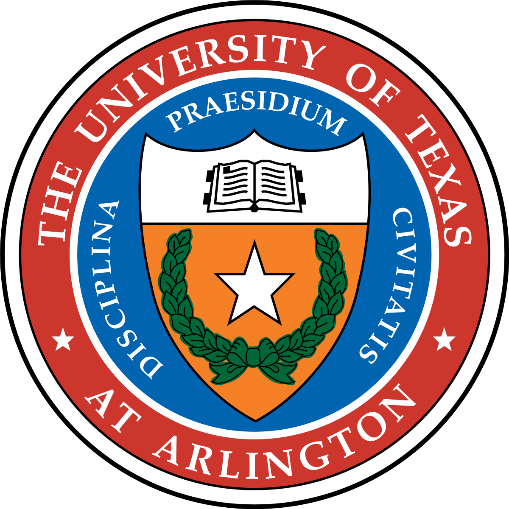 THE UNIVERSITY OF TEXAS
AT ARLINGTON
DISCIPLINA
PRAESIDIUM
CIVITATIS